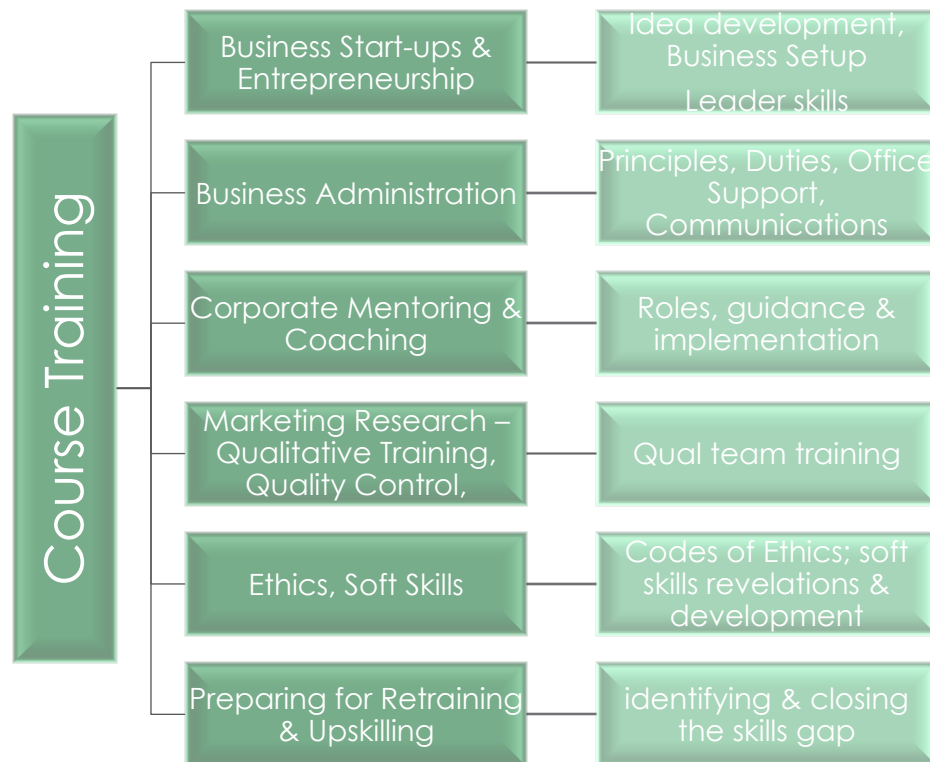 Course Training
Business Start-ups &
Entrepreneurship
Idea development,
Business Setup
Leader skills
Business Administration
Principles, Duties, Office
Support,
Communications
Corporate Mentoring &
Coaching
Roles, guidance &
implementation
Marketing Research –
Qualitative Training,
Quality Control,
Qual team training
Ethics, Soft Skills
Codes of Ethics; soft
skills revelations &
development
Preparing for Retraining
& Upskilling
identifying & closing
the skills gap